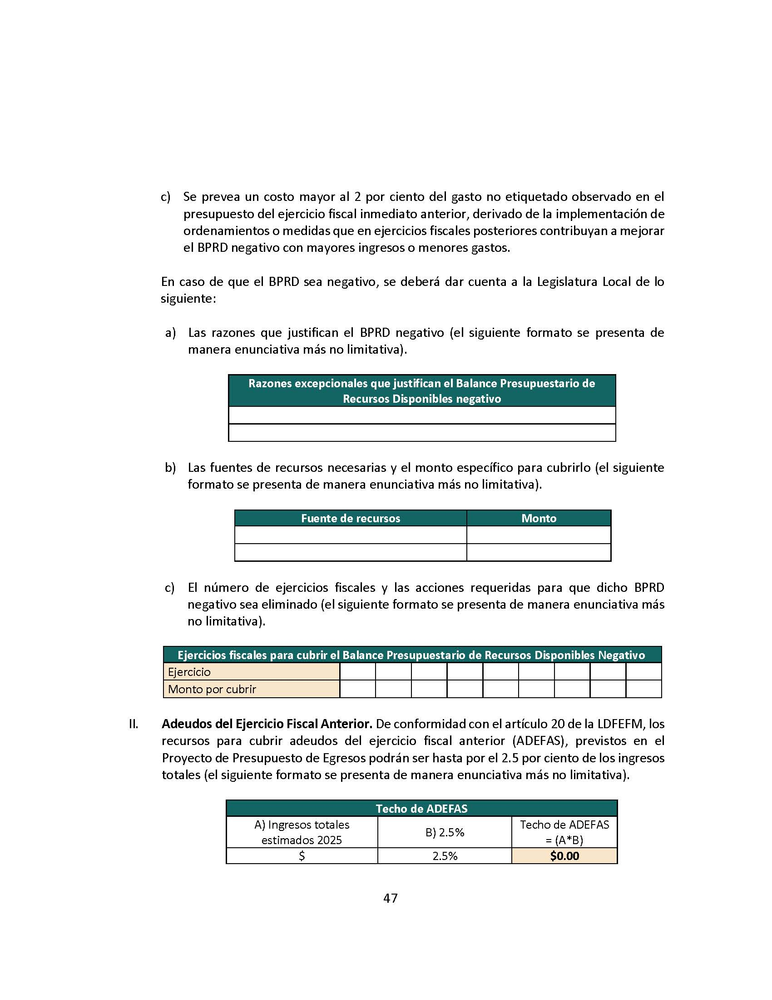 c) Se prevea un costo mayor al 2 por ciento del gasto no etiquetado observado en el
presupuesto del ejercicio fiscal inmediato anterior, derivado de la implementación de
ordenamientos o medidas que en ejercicios fiscales posteriores contribuyan a mejorar
el BPRD negativo con mayores ingresos o menores gastos.
En caso de que el BPRD sea negativo, se deberá dar cuenta a la Legislatura Local de lo
siguiente:
a) Las razones que justifican el BPRD negativo (el siguiente formato se presenta de
manera enunciativa más no limitativa).
Razones excepcionales que justifican el Balance Presupuestario de
Recursos Disponibles negativo
b) Las fuentes de recursos necesarias y el monto específico para cubrirlo (el siguiente
formato se presenta de manera enunciativa más no limitativa).
Fuente de recursos Monto
c) El número de ejercicios fiscales y las acciones requeridas para que dicho BPRD
negativo sea eliminado (el siguiente formato se presenta de manera enunciativa más
no limitativa).
Ejercicios fiscales para cubrir el Balance Presupuestario de Recursos Disponibles Negativo
Ejercicio
Monto por cubrir
II. Adeudos del Ejercicio Fiscal Anterior. De conformidad con el artículo 20 de la LDFEFM, los
recursos para cubrir adeudos del ejercicio fiscal anterior (ADEFAS), previstos en el
Proyecto de Presupuesto de Egresos podrán ser hasta por el 2.5 por ciento de los ingresos
totales (el siguiente formato se presenta de manera enunciativa más no limitativa).
Techo de ADEFAS
A) Ingresos totales
estimados 2025
B) 2.5%
Techo de ADEFAS
= (A*B)
$ 2.5% $0.00
47